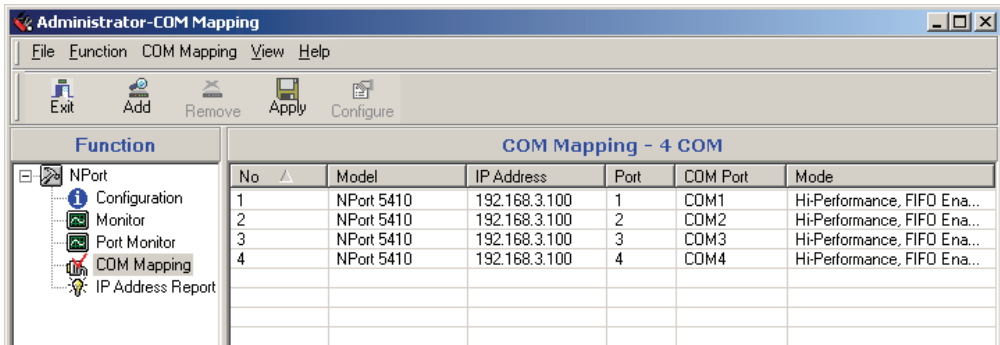 Administrator-COM Mapping
File Function COM Mapping View Help
Exit Add Remove Apply Configure
Function
COM Mapping - 4 COM
NPort
Configuration
Monitor
Port Monitor
COM Mapping
IP Address Report
No Model IP Address Port COM Port Mode
1 NPort 5410 192.168.3.100 1 COM1 Hi-Performance, FIFO Ena...
2 NPort 5410 192.168.3.100 2 COM2 Hi-Performance, FIFO Ena...
3 NPort 5410 192.168.3.100 3 COM3 Hi-Performance, FIFO Ena...
4 NPort 5410 192.168.3.100 4 COM4 Hi-Performance, FIFO Ena...